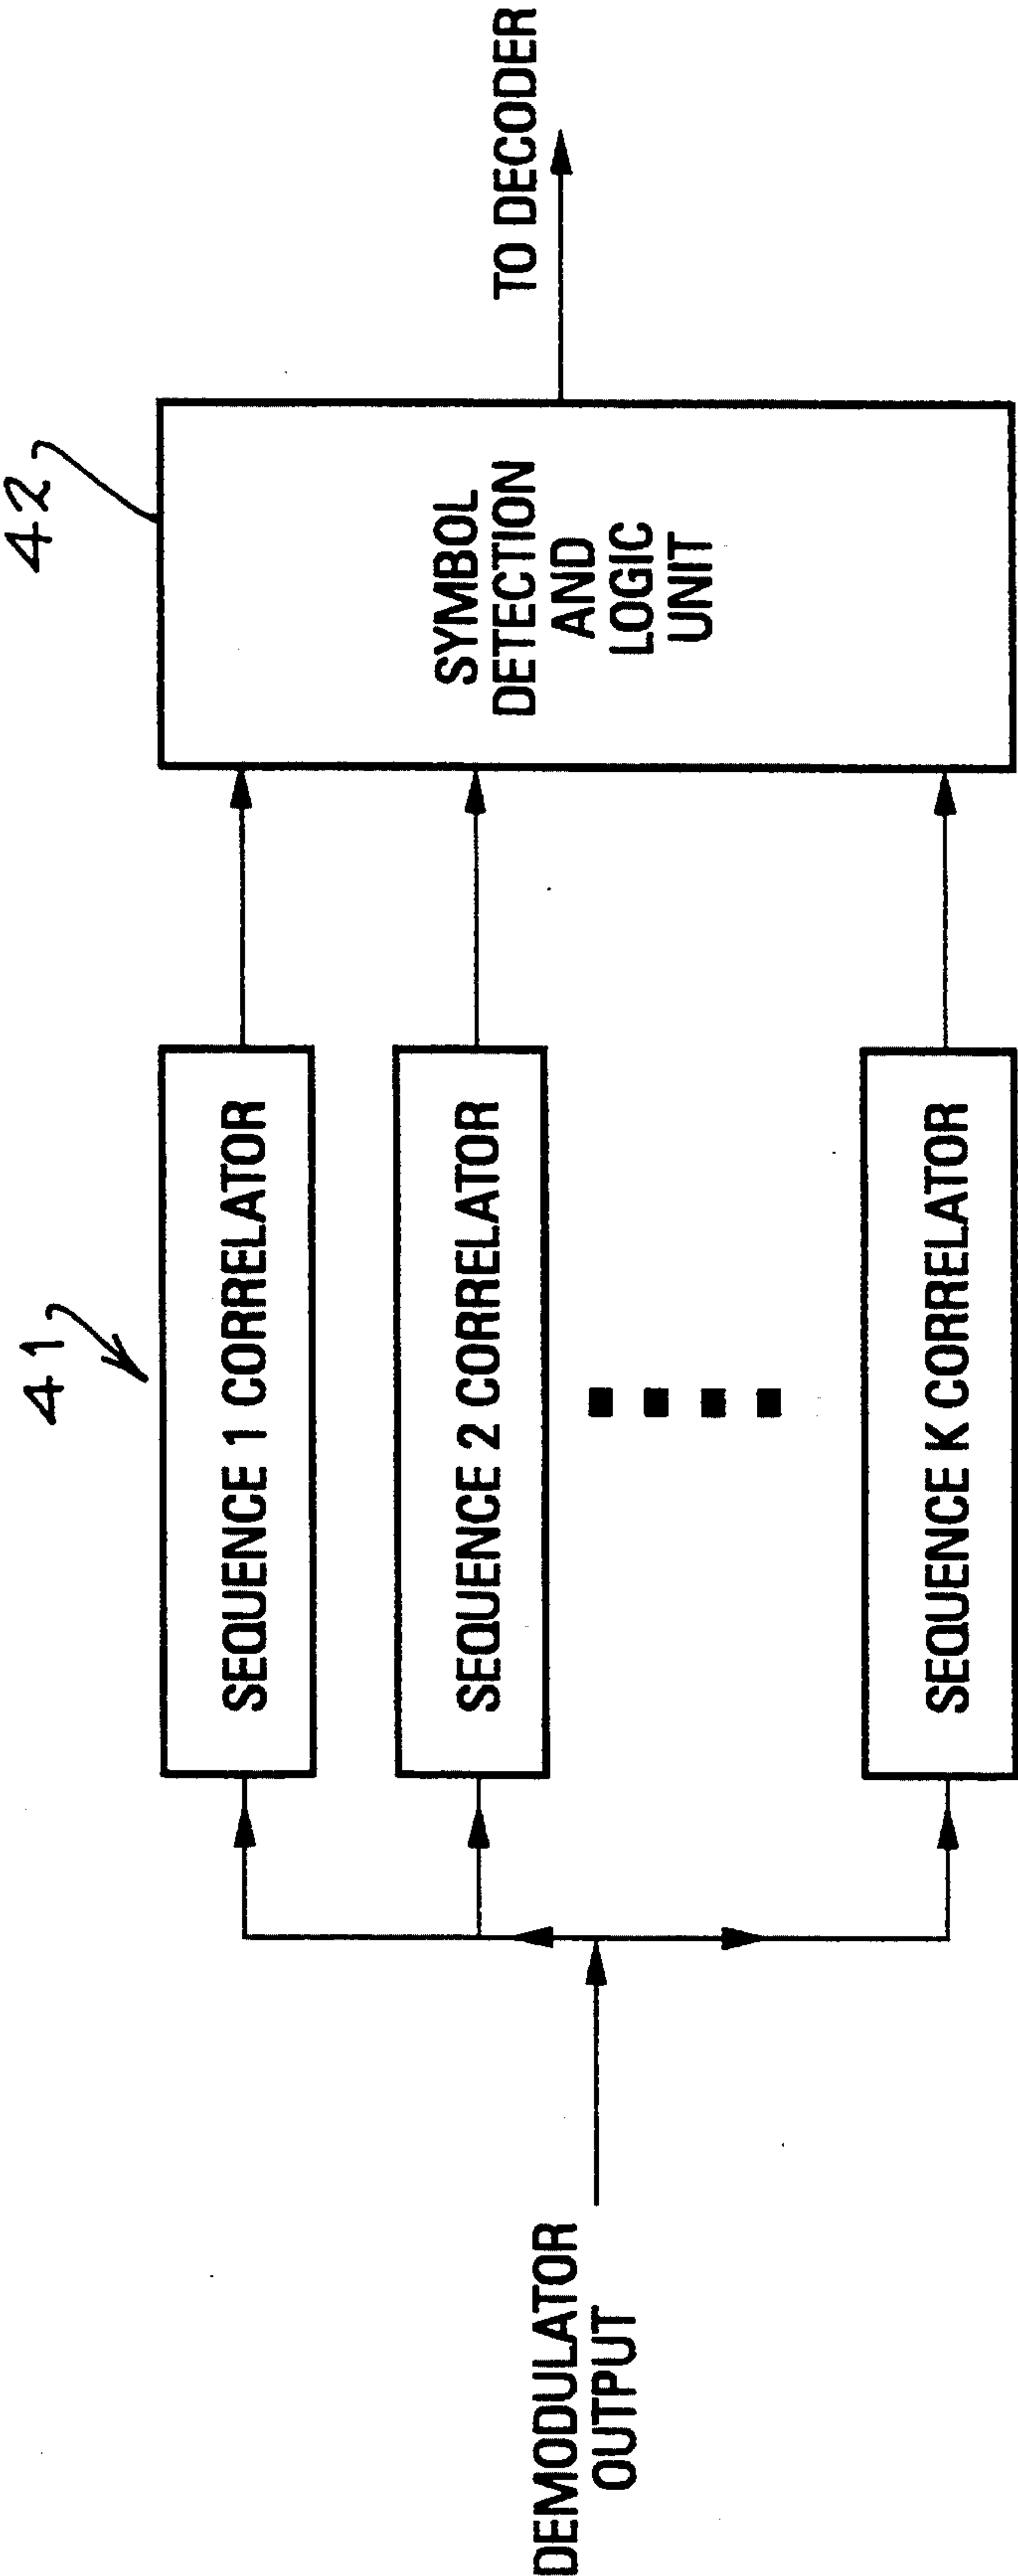 41
42
SEQUENCE 1 CORRELATOR
SEQUENCE 2 CORRELATOR
SEQUENCE K CORRELATOR
DEMODULATOR
OUTPUT
SYMBOL
DETECTION
AND
LOGIC
UNIT
TO DECODER